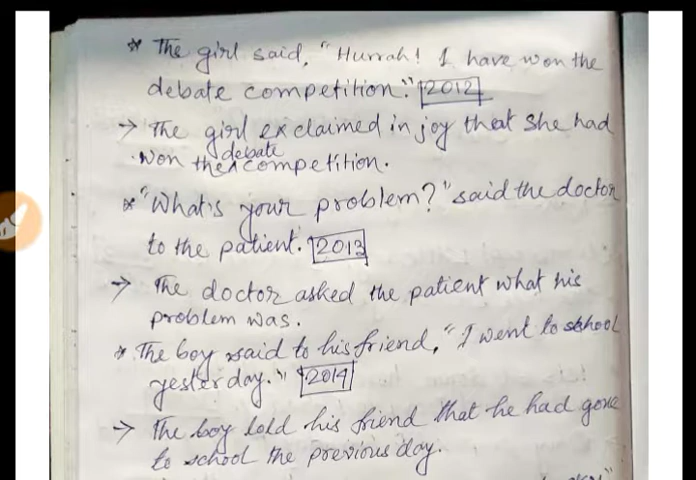 * The girl said, "Hurrah! I have won the
debate competition." 2012
→ The girl exclaimed in joy that she had
won the debate competition.
* "What's your problem?" said the doctor
to the patient. 2013
→ The doctor asked the patient what his
problem was.
* The boy said to his friend, "I went to school
yesterday." 2014
→ The boy told his friend that he had gone
to school the previous day.